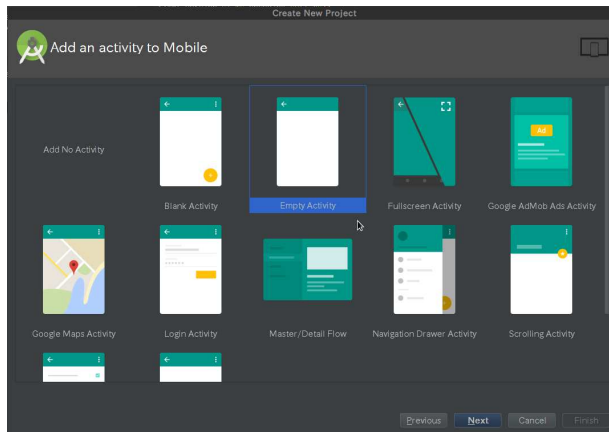 Create New Project
Add an activity to Mobile
Add No Activity
Blank Activity
Empty Activity
Fullscreen Activity
Ad
Google AdMob Ads Activity
Google Maps Activity
Login Activity
Master/Detail Flow
Navigation Drawer Activity
Scrolling Activity
Previous
Next
Cancel
Finish